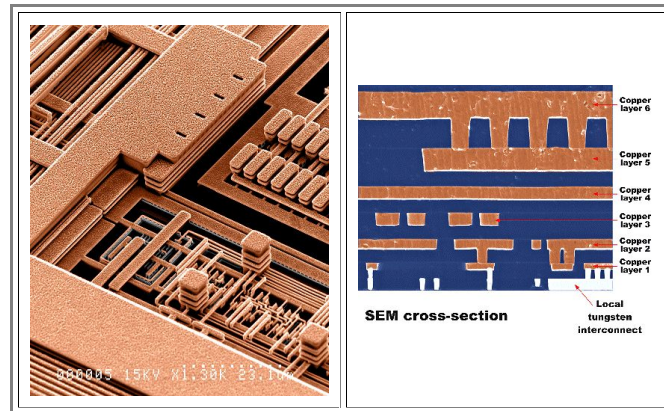 000005 15KV X1.30K 23.1um
Copper
layer 6
Copper
layer 5
Copper
layer 4
Copper
layer 3
Copper
layer 2
Copper
layer 1
SEM cross-section
Local
tungsten
interconnect